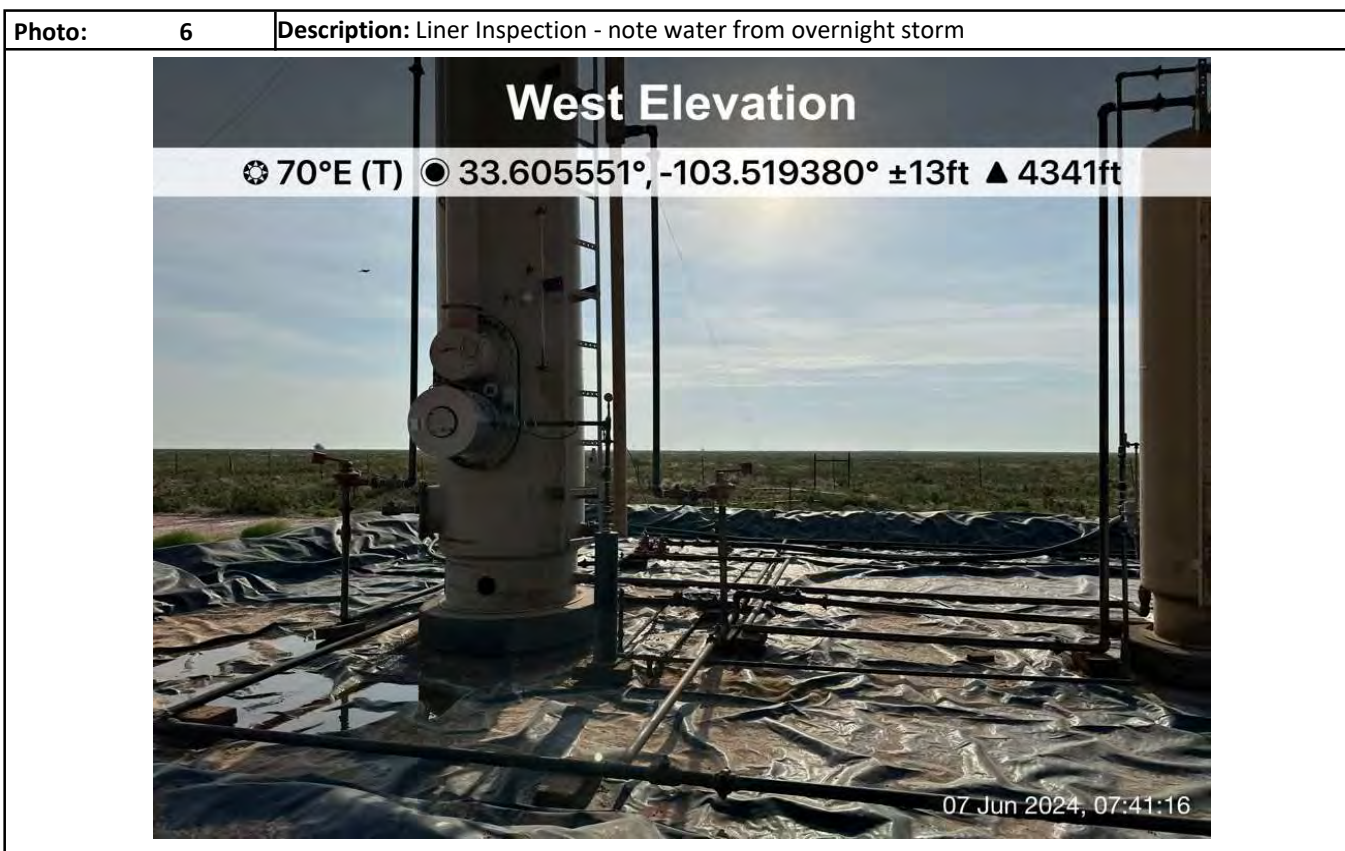 Photo: 6 Description: Liner Inspection - note water from overnight storm
West Elevation
70°E (T) 33.605551°, -103.519380° ±13ft ▲ 4341ft
07 Jun 2024, 07:41:16